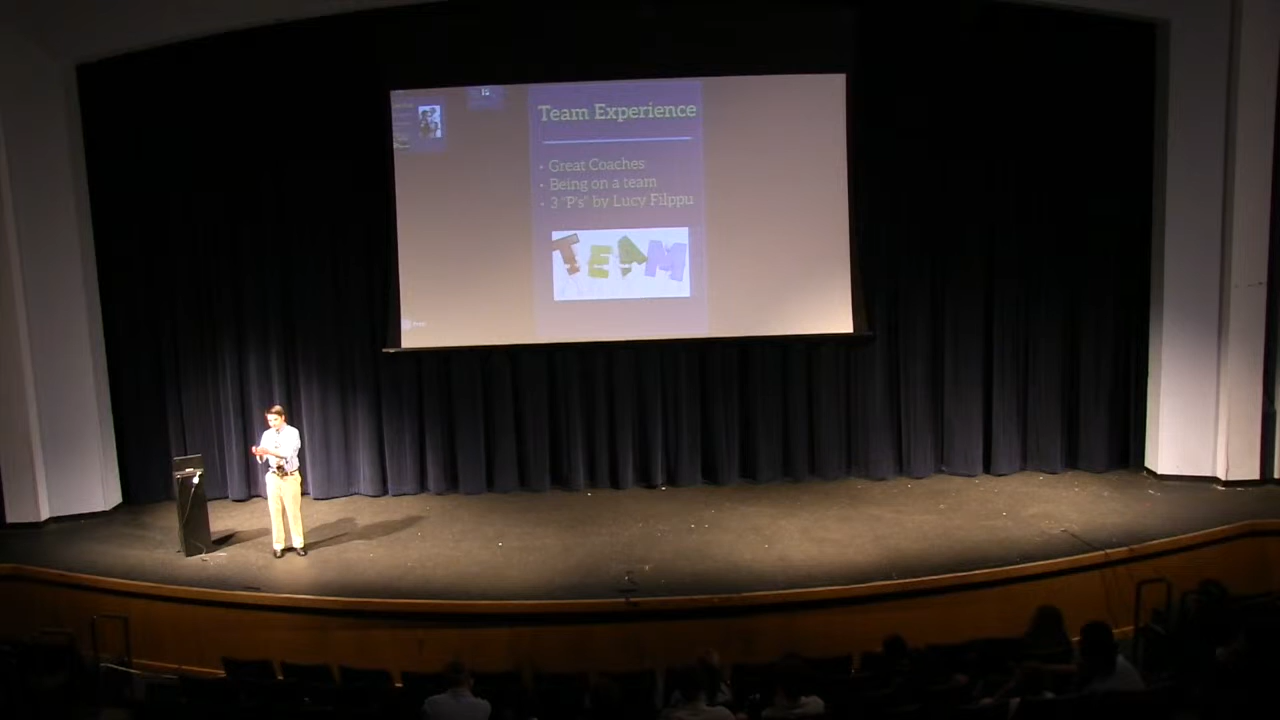 Team Experience
• Great Coaches
• Being on a team
• 3 "P's" by Lucy Filppu
TEAM